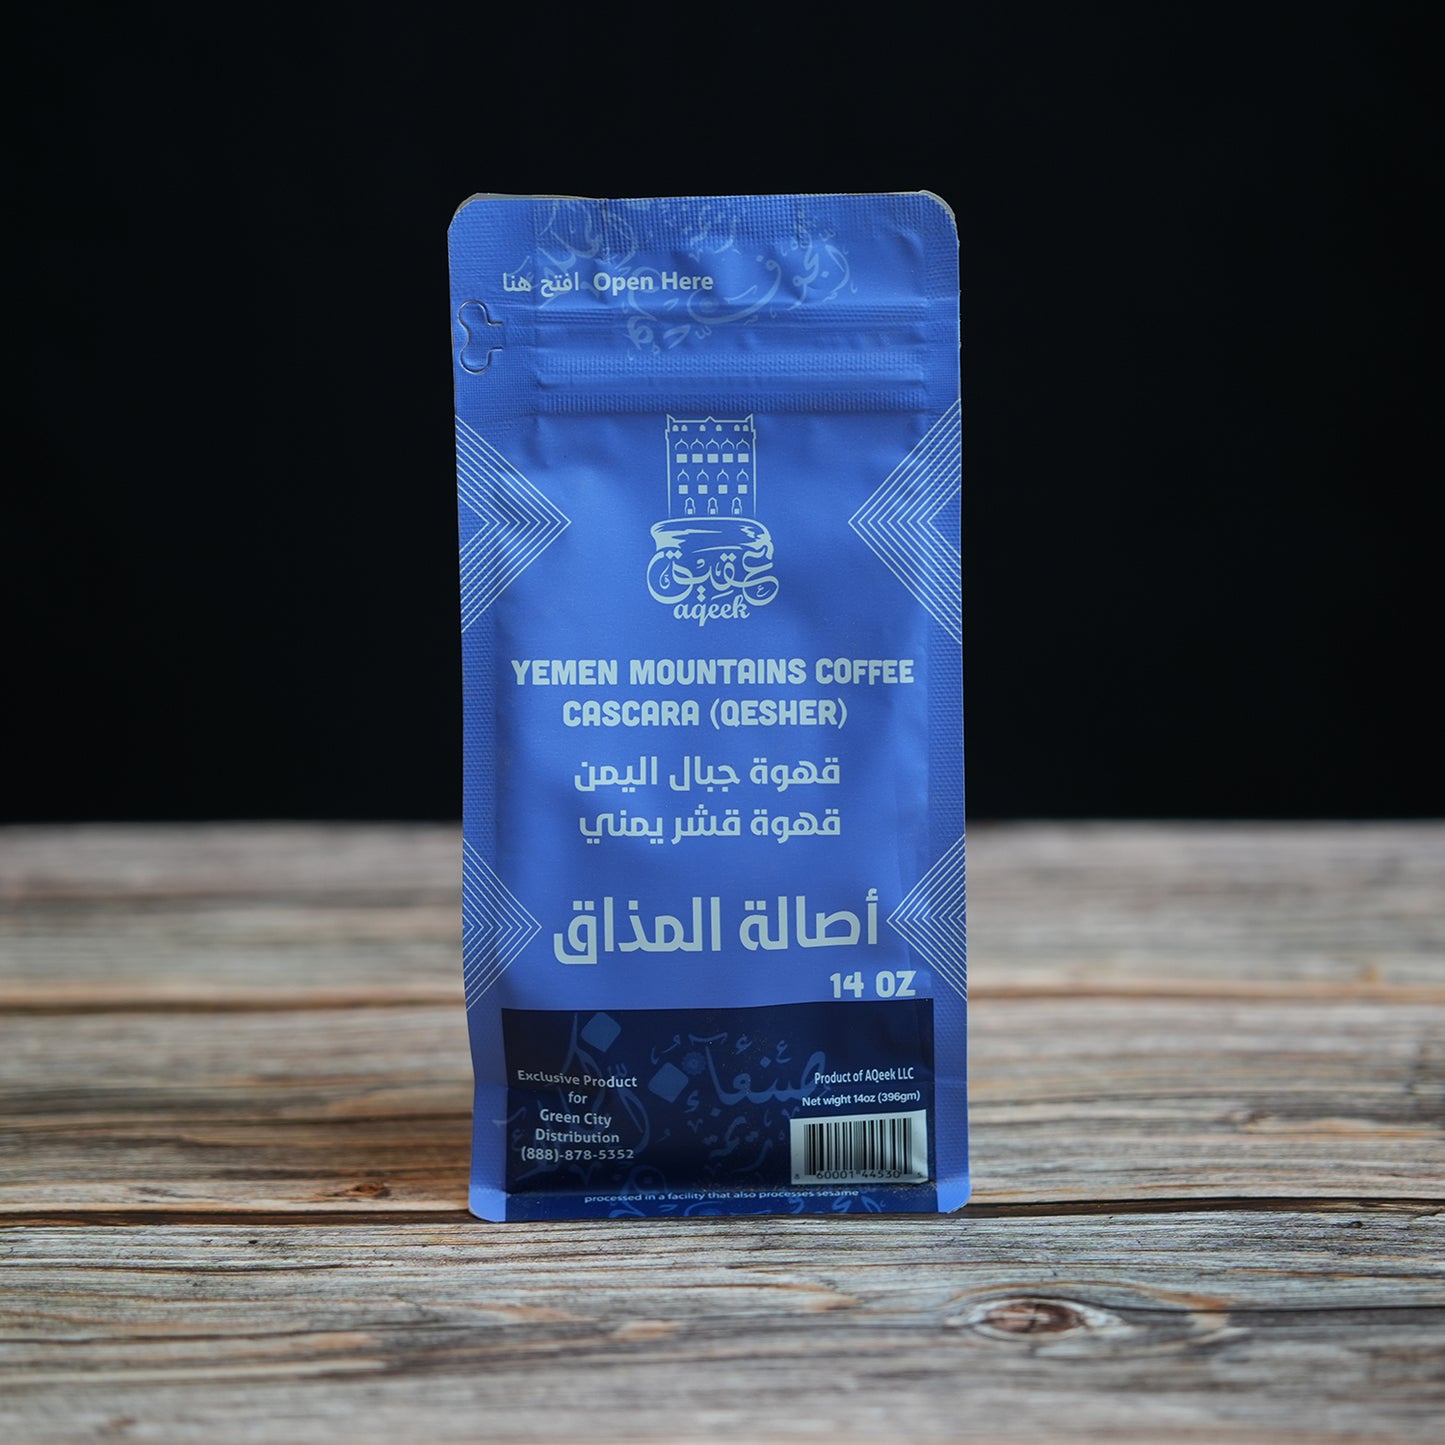 افتح هنا Open Here
عقيق
aqeek
YEMEN MOUNTAINS COFFEE
CASCARA (QESHER)
قهوة جبال اليمن
قهوة قشر يمني
أصالة المذاق
14 OZ
Exclusive Product
for
Green City
Distribution
(888)-878-5352
Product of AQeek LLC
Net wight 14oz (396gm)
60001 44530
processed in a facility that also processes sesame